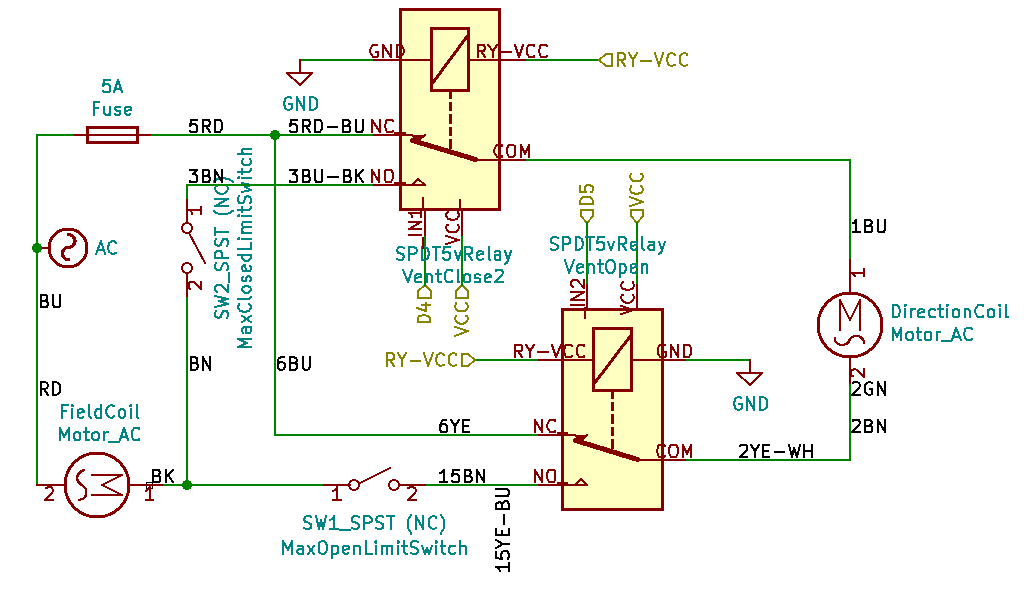 GND
RY-VCC
RY-VCC
GND
5A
Fuse
5RD
5RD-BU
NC
COM
3BN
3BU-BK
NO
1
2
SW2_SPST (NC)
MaxClosedLimitSwitch
IN1
VCC
SPDT5vRelay
VentClose2
D4
VCC
D5
VCC
SPDT5vRelay
VentOpen
IN2
VCC
1BU
1
DirectionCoil
Motor_AC
2
2GN
2BN
AC
BU
RD
BN
6BU
RY-VCC
RY-VCC
GND
GND
FieldCoil
Motor_AC
2
1
BK
6YE
NC
COM
2YE-WH
1
2
15BN
NO
SW1_SPST (NC)
MaxOpenLimitSwitch
15YE-BU